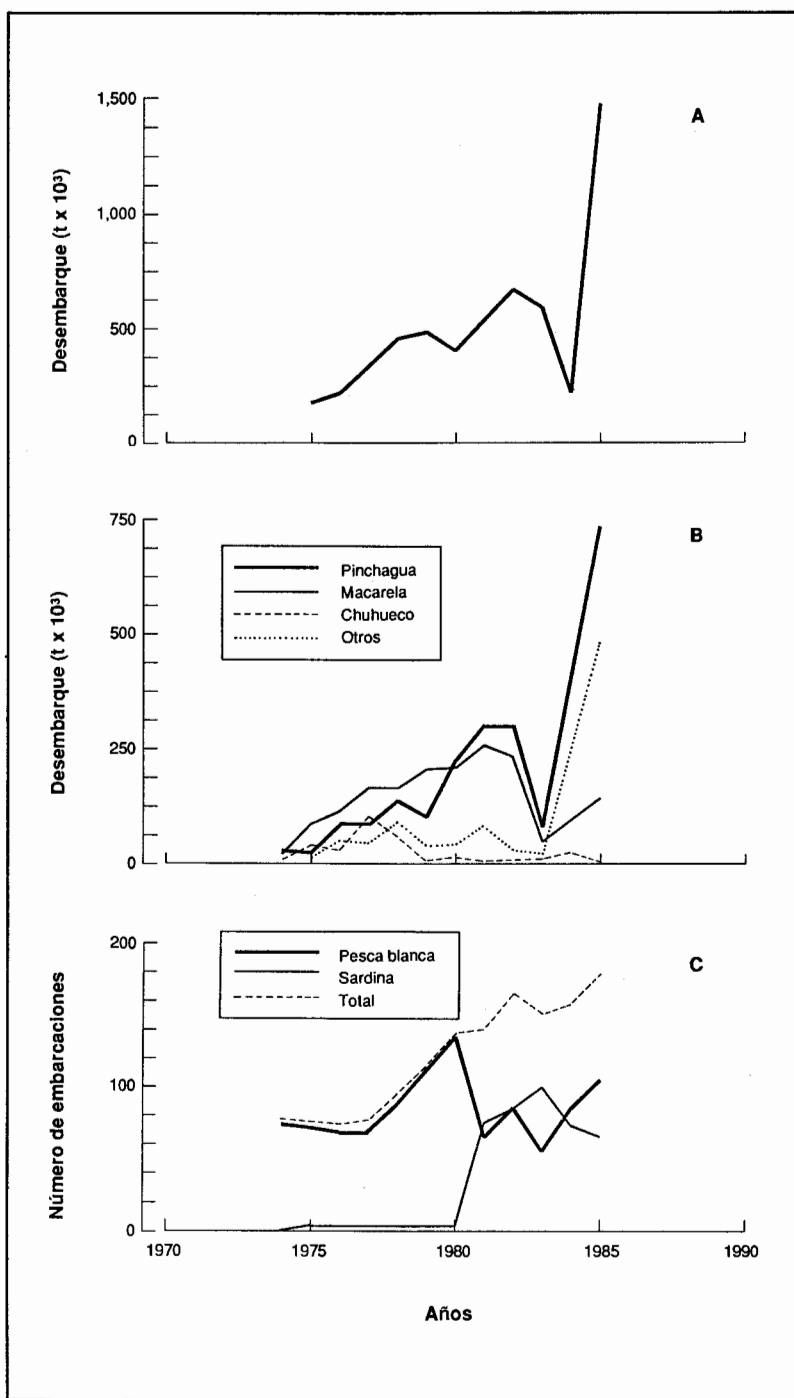 A
Desembarque (t x 10³)
1,500
1,000
500
0
B
Desembarque (t x 10³)
750
500
250
0
Pinchagua
Macarela
Chuhueco
Otros
C
Número de embarcaciones
200
100
0
Pesca blanca
Sardina
Total
1970 1975 1980 1985 1990
Años